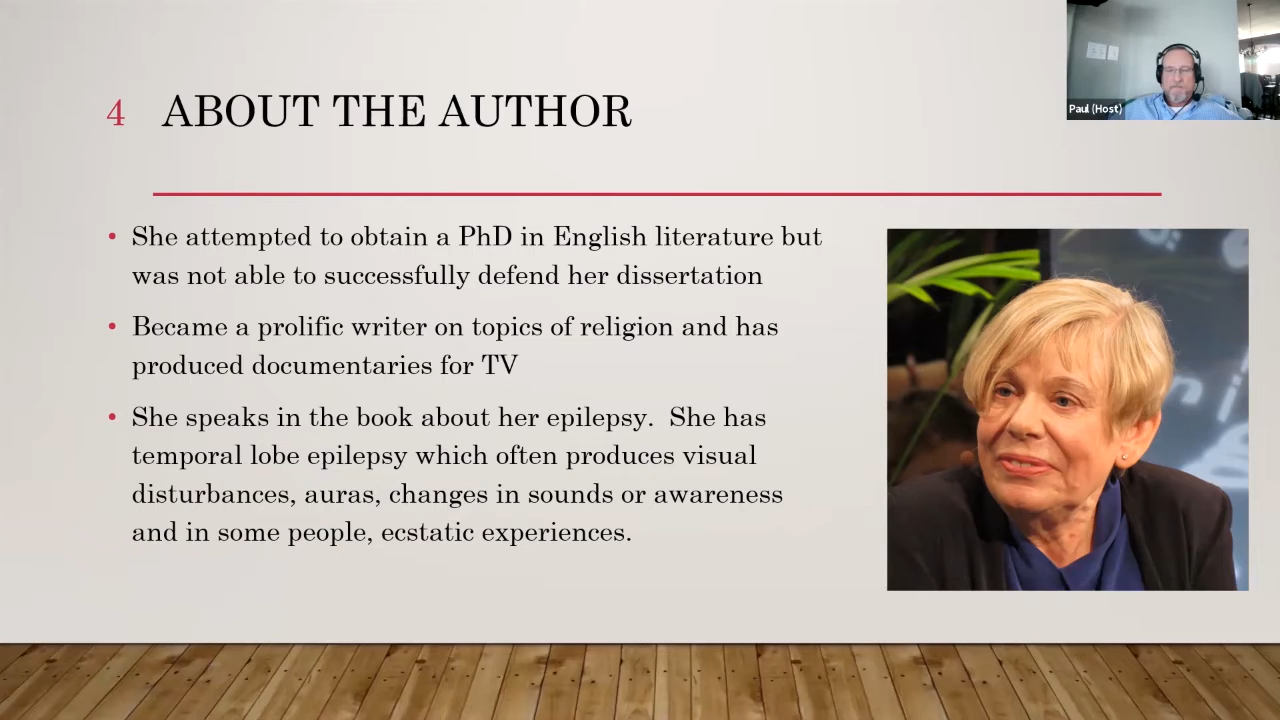 Paul (Host)
4 ABOUT THE AUTHOR
• She attempted to obtain a PhD in English literature but
was not able to successfully defend her dissertation
• Became a prolific writer on topics of religion and has
produced documentaries for TV
• She speaks in the book about her epilepsy.  She has
temporal lobe epilepsy which often produces visual
disturbances, auras, changes in sounds or awareness
and in some people, ecstatic experiences.